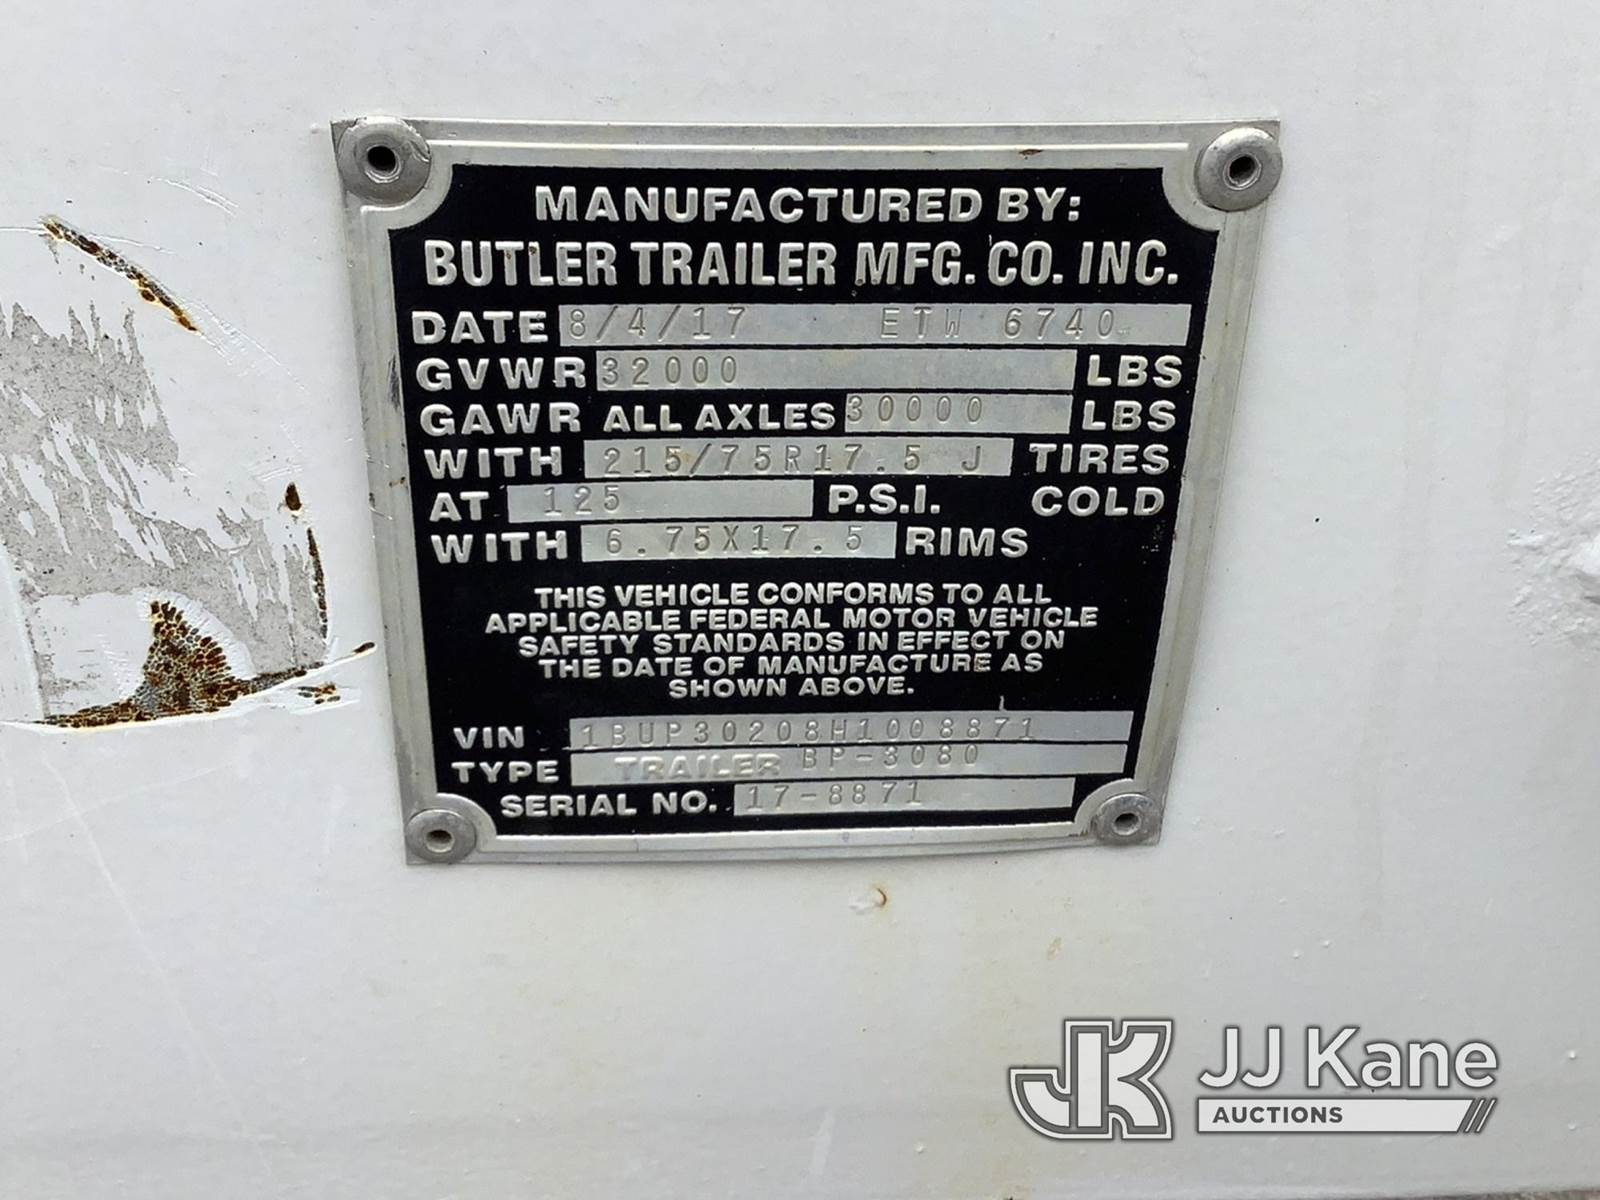 MANUFACTURED BY:
BUTLER TRAILER MFG. CO. INC.
DATE 8/4/17 ETW 6740
GVWR 32000 LBS
GAWR ALL AXLES 30000 LBS
WITH 215/75R17.5 J TIRES
AT 125 P.S.I. COLD
WITH 6.75X17.5 RIMS
THIS VEHICLE CONFORMS TO ALL
APPLICABLE FEDERAL MOTOR VEHICLE
SAFETY STANDARDS IN EFFECT ON
THE DATE OF MANUFACTURE AS
SHOWN ABOVE.
VIN 1BUP30208H1008871
TYPE TRAILER BP-3080
SERIAL NO. 17-8871
JK JJ Kane
AUCTIONS